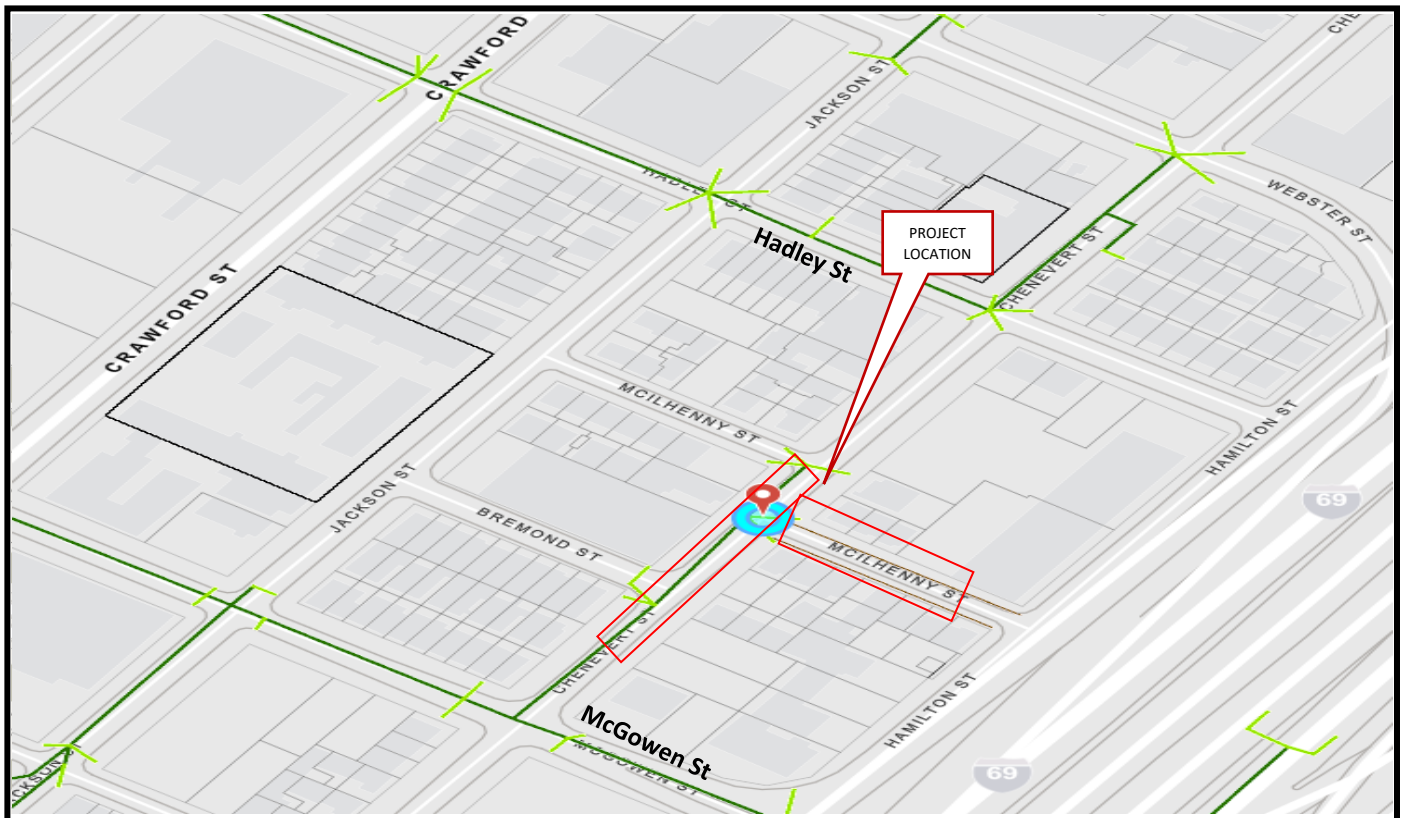 CRAWFORD
CHE
JACKSON ST
HADLEY ST
WEBSTER ST
PROJECT
LOCATION
Hadley St
CHENEVERT ST
CRAWFORD ST
MCILHENNY ST
HAMILTON ST
69
JACKSON ST
BREMOND ST
MCILHENNY ST
CHENEVERT ST
HAMILTON ST
McGowen St
MCGOWEN ST
69